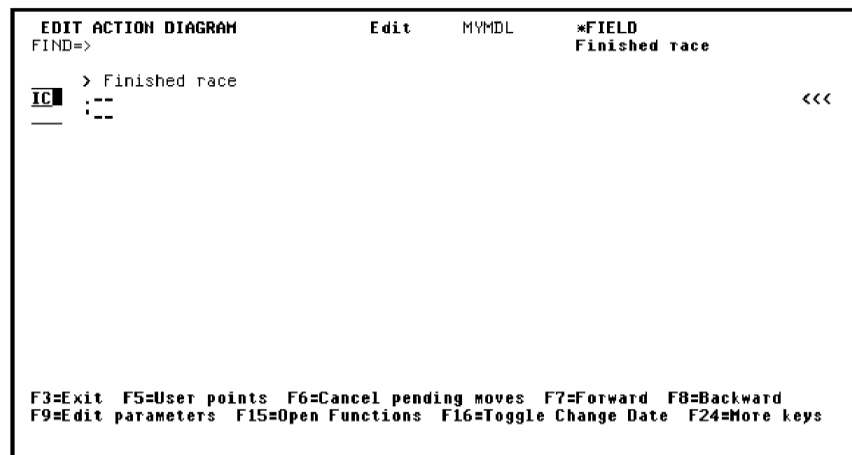 EDIT ACTION DIAGRAM Edit MYMDL *FIELD
FIND=> Finished race
> Finished race
IC .-- <<<
'--
F3=Exit F5=User points F6=Cancel pending moves F7=Forward F8=Backward
F9=Edit parameters F15=Open Functions F16=Toggle Change Date F24=More keys